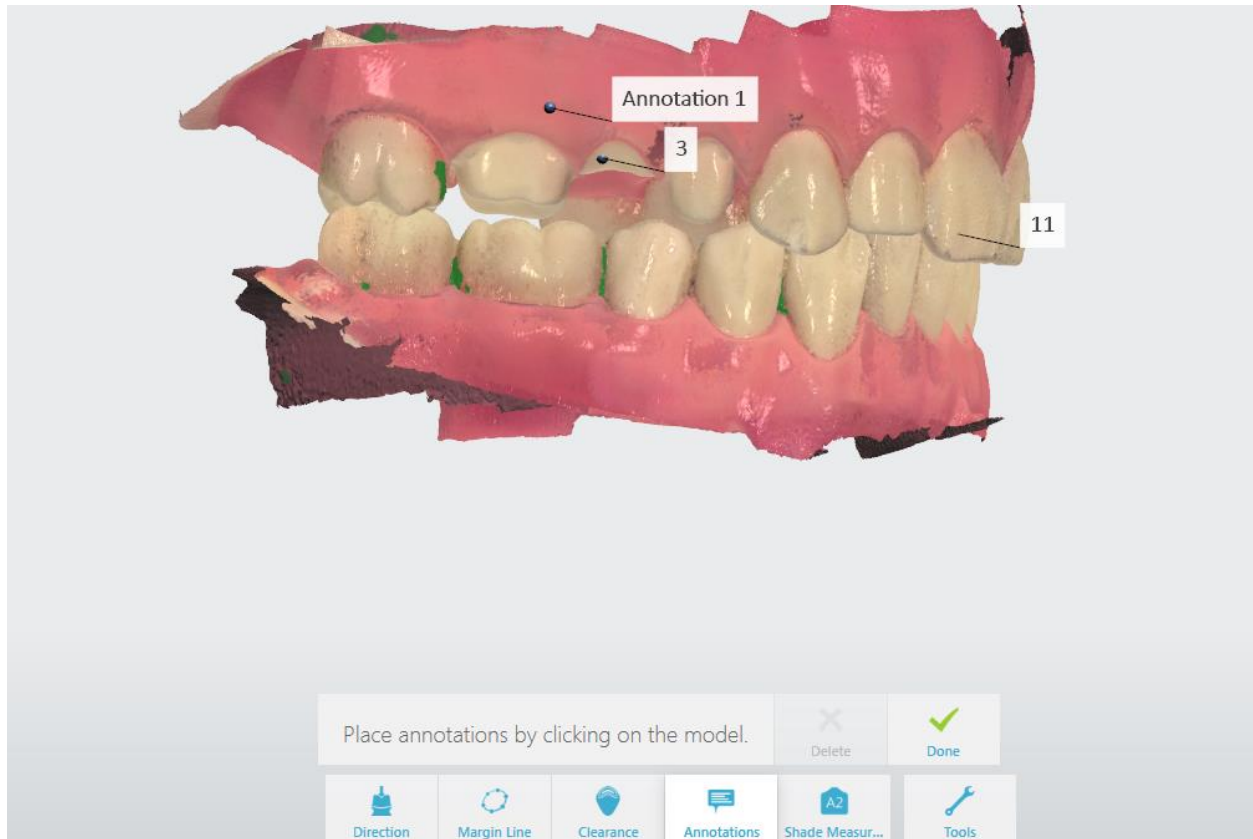 Annotation 1
3
11
Place annotations by clicking on the model.
Delete
Done
Direction
Margin Line
Clearance
Annotations
A2
Shade Measur...
Tools